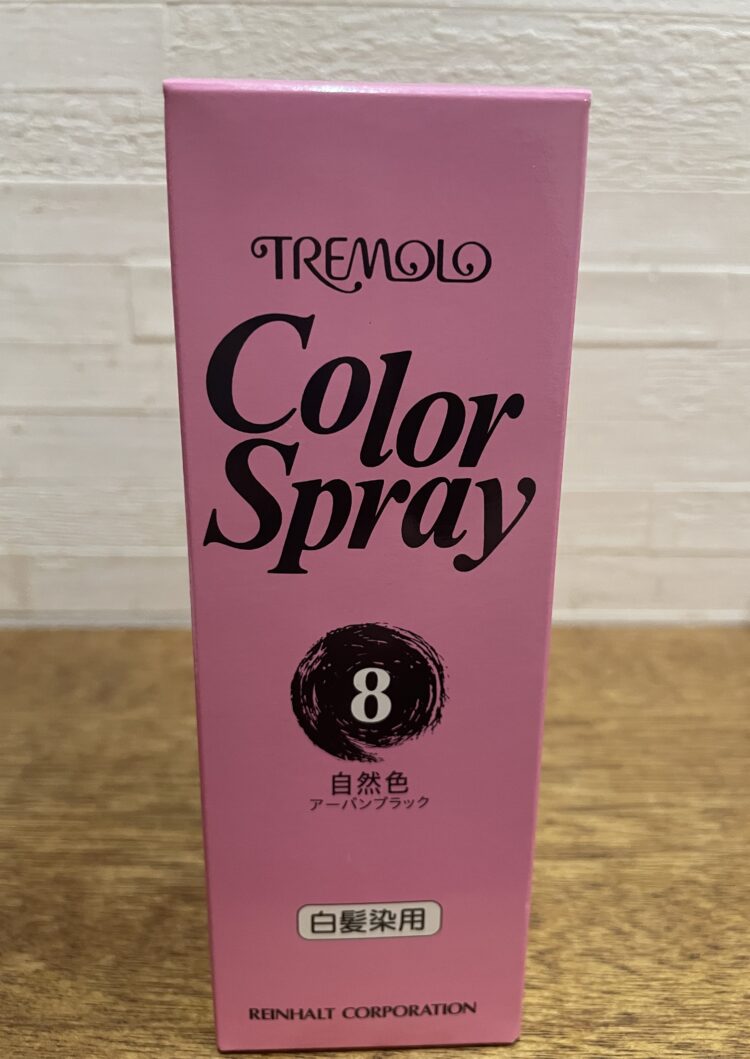 TREMOLO
Color
Spray
8
自然色
アーバンブラック
白髪染用
REINHALT CORPORATION